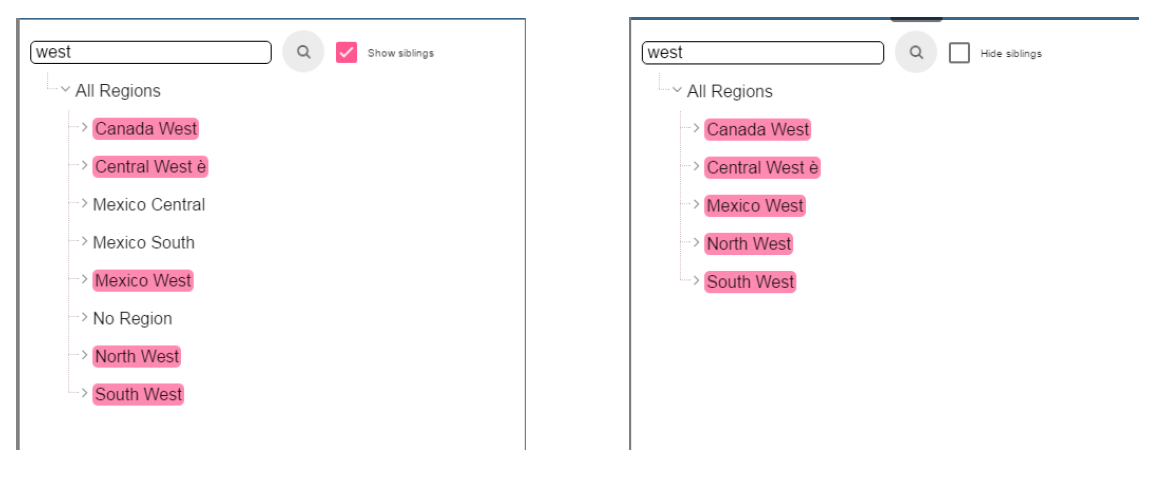 west
Show siblings
All Regions
Canada West
Central West è
Mexico Central
Mexico South
Mexico West
No Region
North West
South West
west
Hide siblings
All Regions
Canada West
Central West è
Mexico West
North West
South West